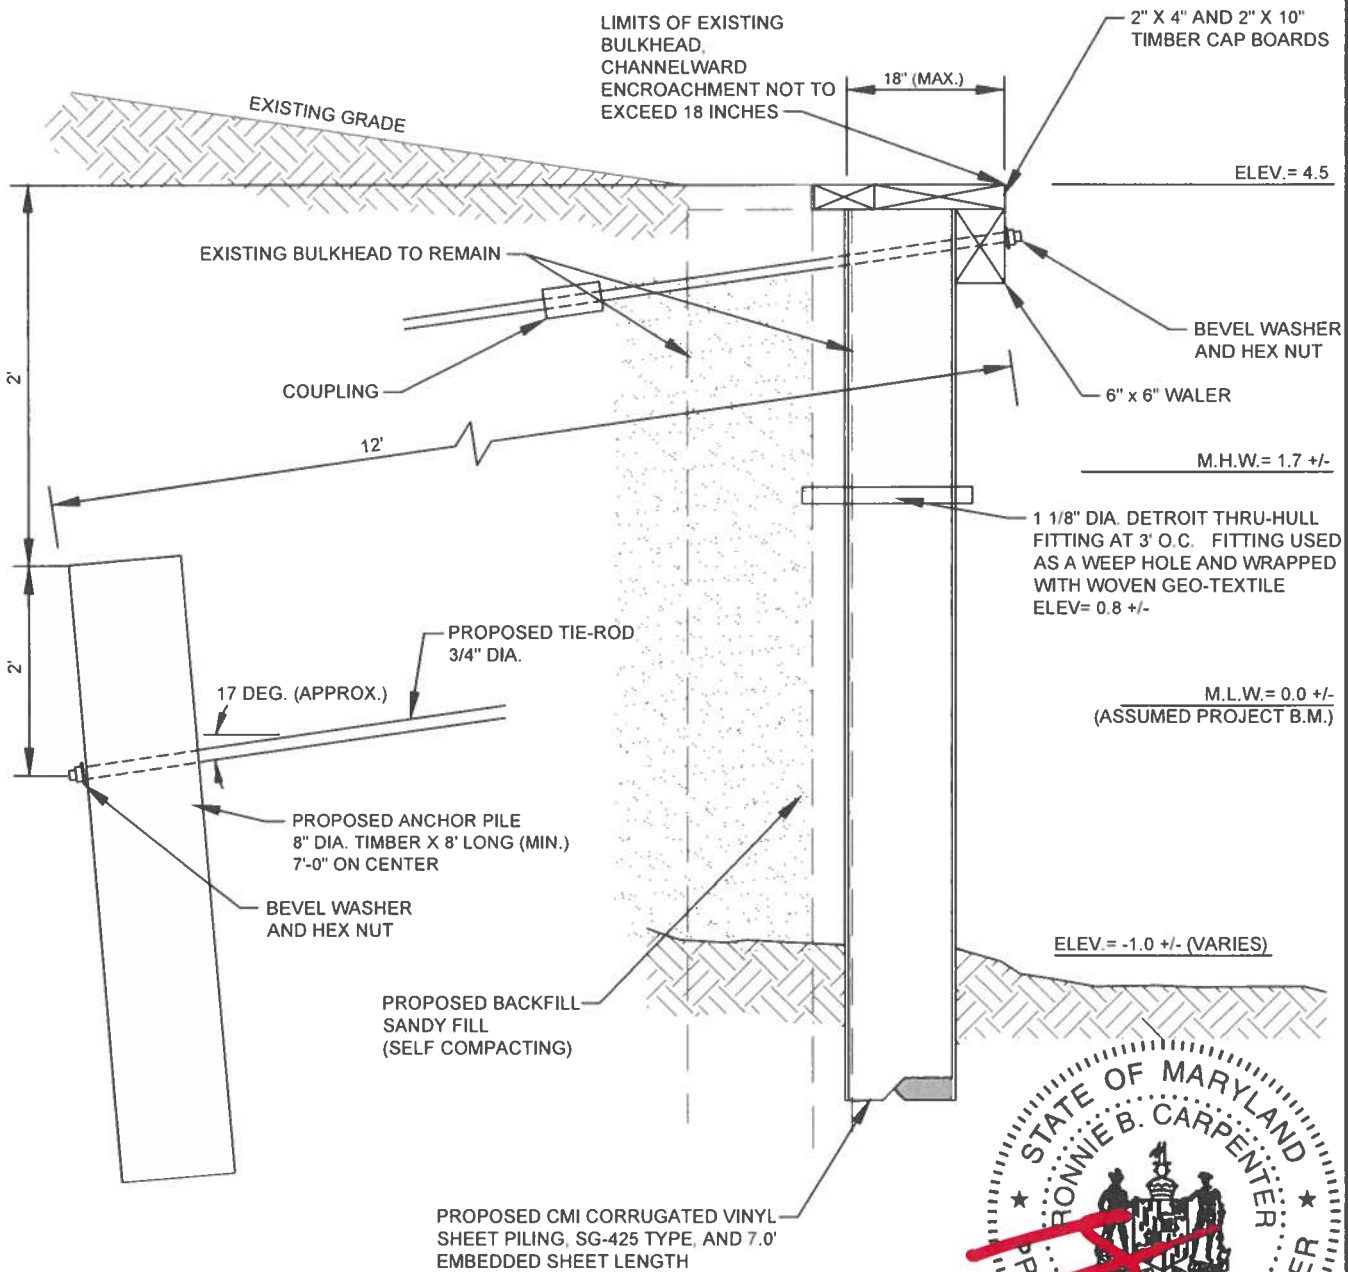 LIMITS OF EXISTING
BULKHEAD,
CHANNELWARD
ENCROACHMENT NOT TO
EXCEED 18 INCHES
2" X 4" AND 2" X 10"
TIMBER CAP BOARDS
18" (MAX.)
EXISTING GRADE
ELEV.= 4.5
EXISTING BULKHEAD TO REMAIN
BEVEL WASHER
AND HEX NUT
2'
COUPLING
6" x 6" WALER
12'
M.H.W.= 1.7 +/-
1 1/8" DIA. DETROIT THRU-HULL
FITTING AT 3' O.C. FITTING USED
AS A WEEP HOLE AND WRAPPED
WITH WOVEN GEO-TEXTILE
ELEV= 0.8 +/-
PROPOSED TIE-ROD
3/4" DIA.
2'
17 DEG. (APPROX.)
M.L.W.= 0.0 +/-
(ASSUMED PROJECT B.M.)
PROPOSED ANCHOR PILE
8" DIA. TIMBER X 8' LONG (MIN.)
7'-0" ON CENTER
BEVEL WASHER
AND HEX NUT
ELEV.= -1.0 +/- (VARIES)
PROPOSED BACKFILL
SANDY FILL
(SELF COMPACTING)
STATE OF MARYLAND
RONNIE B. CARPENTER
PROPOSED CMI CORRUGATED VINYL
SHEET PILING, SG-425 TYPE, AND 7.0'
EMBEDDED SHEET LENGTH